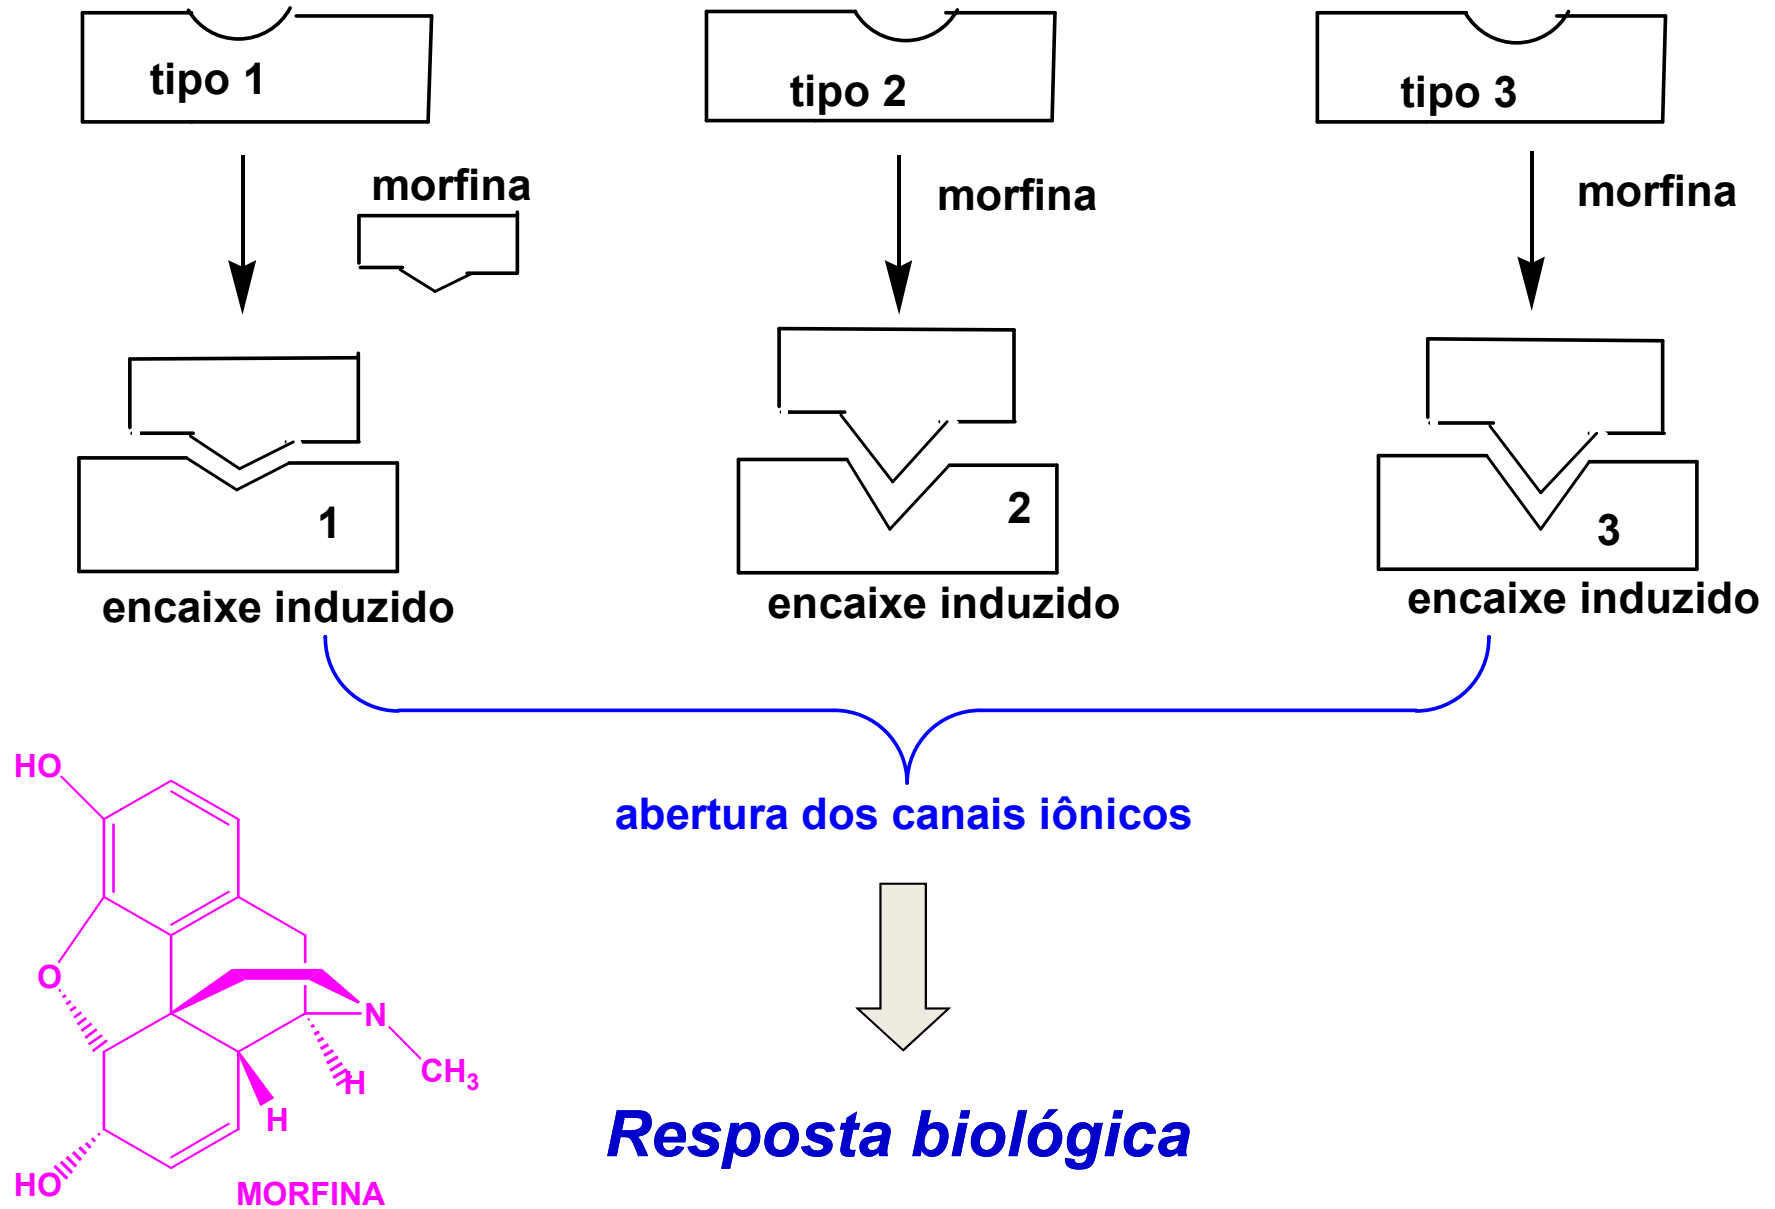 tipo 1
tipo 2
tipo 3
morfina
morfina
morfina
1
2
3
encaixe induzido
encaixe induzido
encaixe induzido
abertura dos canais iônicos
HO
O
N
CH3
H
H
HO
MORFINA
Resposta biológica